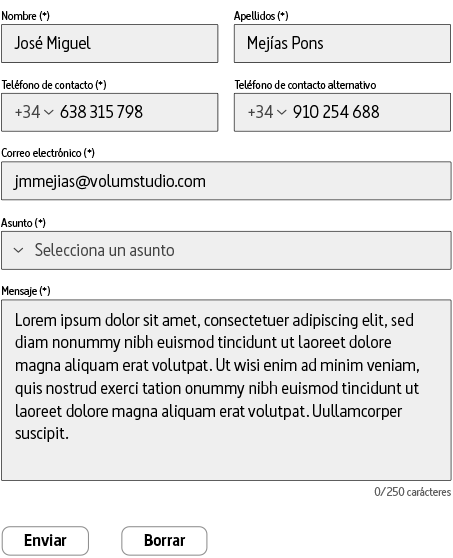 Nombre (*) Apellidos (*)
José Miguel Mejías Pons
Teléfono de contacto (*) Teléfono de contacto alternativo
+34 638 315 798 +34 910 254 688
Correo electrónico (*)
jmmejias@volumstudio.com
Asunto (*)
Selecciona un asunto
Mensaje (*)
Lorem ipsum dolor sit amet, consectetuer adipiscing elit, sed
diam nonummy nibh euismod tincidunt ut laoreet dolore
magna aliquam erat volutpat. Ut wisi enim ad minim veniam,
quis nostrud exerci tation onummy nibh euismod tincidunt ut
laoreet dolore magna aliquam erat volutpat. Uullamcorper
suscipit.
0/250 carácteres
Enviar Borrar